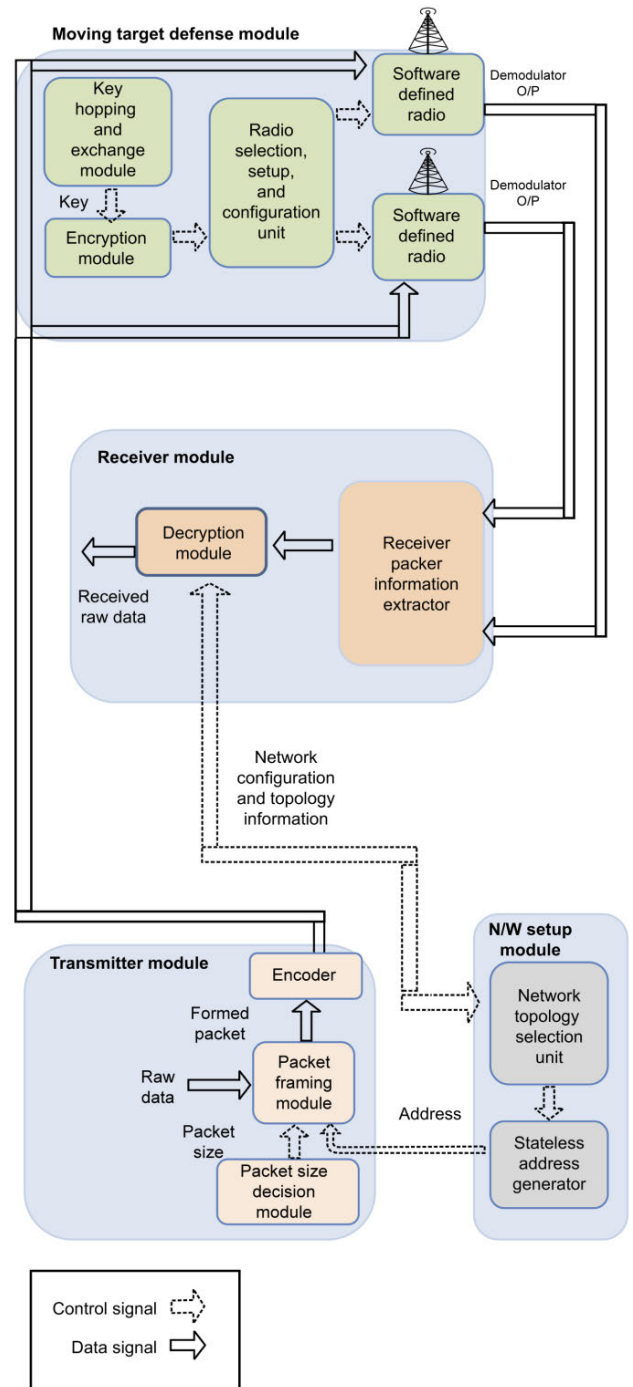 Moving target defense module
Key
hopping
and
exchange
module
Key
Encryption
module
Radio
selection,
setup,
and
configuration
unit
Software
defined
radio
Demodulator
O/P
Software
defined
radio
Demodulator
O/P
Receiver module
Decryption
module
Received
raw data
Receiver
packer
information
extractor
Network
configuration
and topology
information
Transmitter module
Encoder
Formed
packet
Raw
data
Packet
framing
module
Packet
size
Packet size
decision
module
Address
N/W setup
module
Network
topology
selection
unit
Stateless
address
generator
Control signal
Data signal